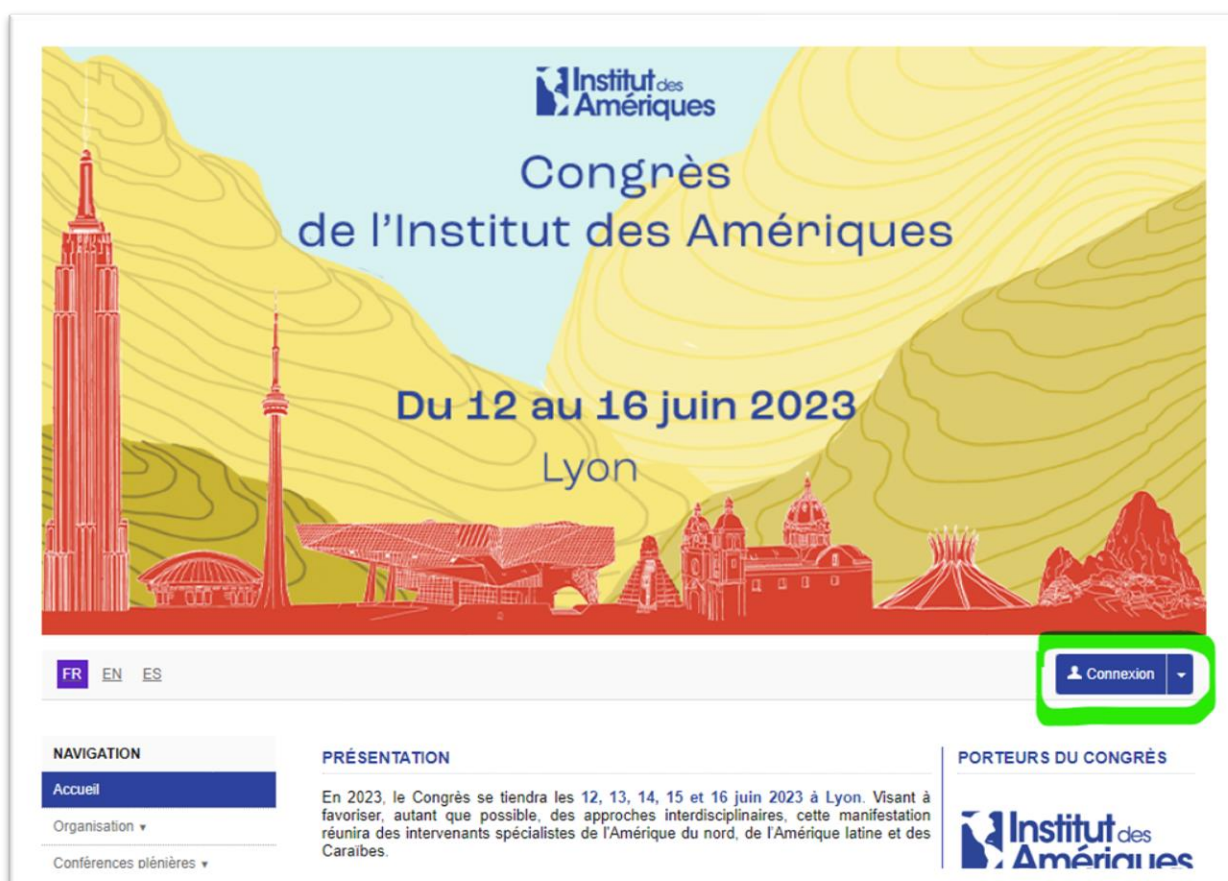 Institut des
Amériques
Congrès
de l'Institut des Amériques
Du 12 au 16 juin 2023
Lyon
FR EN ES
Connexion
NAVIGATION
Accueil
Organisation
Conférences plénières
PRÉSENTATION
En 2023, le Congrès se tiendra les 12, 13, 14, 15 et 16 juin 2023 à Lyon. Visant à
favoriser, autant que possible, des approches interdisciplinaires, cette manifestation
réunira des intervenants spécialistes de l'Amérique du nord, de l'Amérique latine et des
Caraïbes.
PORTEURS DU CONGRÈS
Institut des
Amériques